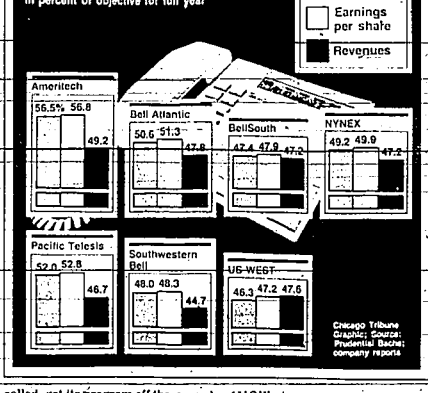 in percent of objective for full year
Earnings
per share
Revenues
Ameritech
56.5% 56.8
49.2
Bell Atlantic
50.6 51.3
47.8
BellSouth
47.4 47.9 47.2
NYNEX
49.2 49.9
47.2
Pacific Telesis
52.0 52.8
46.7
Southwestern
Bell
48.0 48.3
44.7
US WEST
46.3 47.2 47.6
Chicago Tribune
Graphic; Source:
Prudential Bache;
company reports